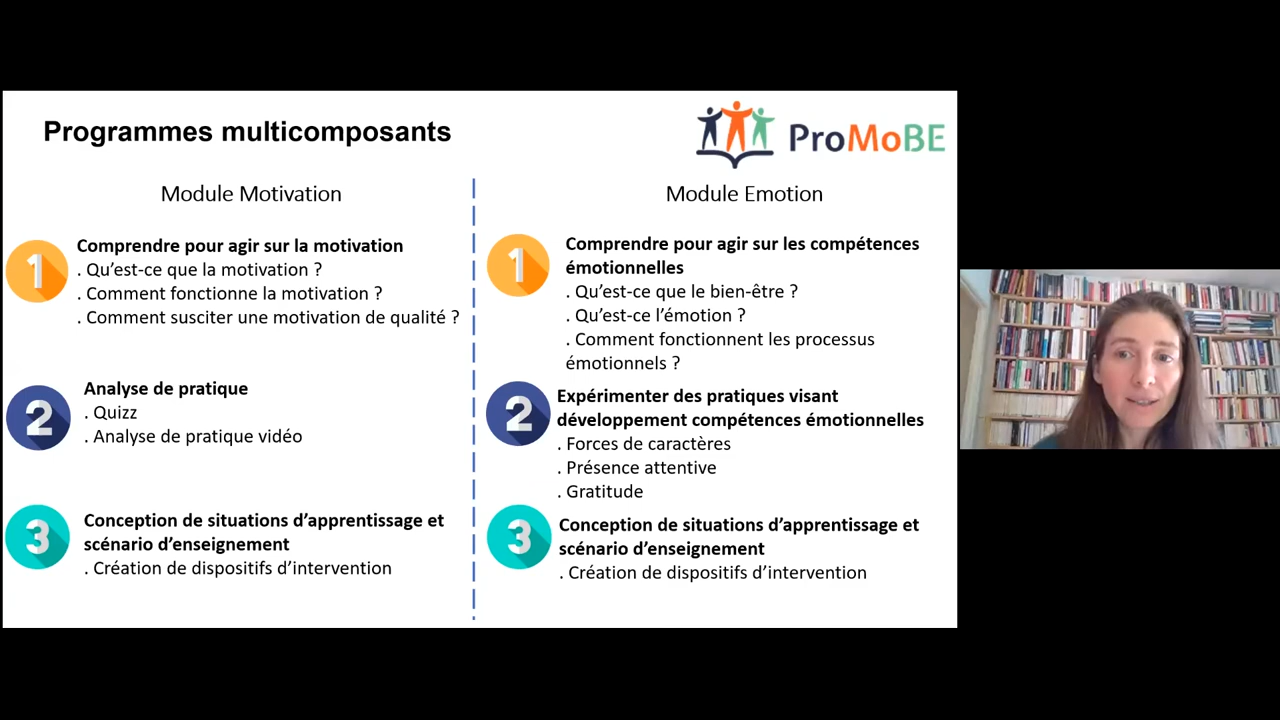 Programmes multicomposants
ProMoBE
Module Motivation
1
Comprendre pour agir sur la motivation
. Qu’est-ce que la motivation ?
. Comment fonctionne la motivation ?
. Comment susciter une motivation de qualité ?
2
Analyse de pratique
. Quizz
. Analyse de pratique vidéo
3
Conception de situations d’apprentissage et
scénario d’enseignement
. Création de dispositifs d’intervention
Module Emotion
1
Comprendre pour agir sur les compétences
émotionnelles
. Qu’est-ce que le bien-être ?
. Qu’est-ce l’émotion ?
. Comment fonctionnent les processus
émotionnels ?
2
Expérimenter des pratiques visant
développement compétences émotionnelles
. Forces de caractères
. Présence attentive
. Gratitude
3
Conception de situations d’apprentissage et
scénario d’enseignement
. Création de dispositifs d’intervention